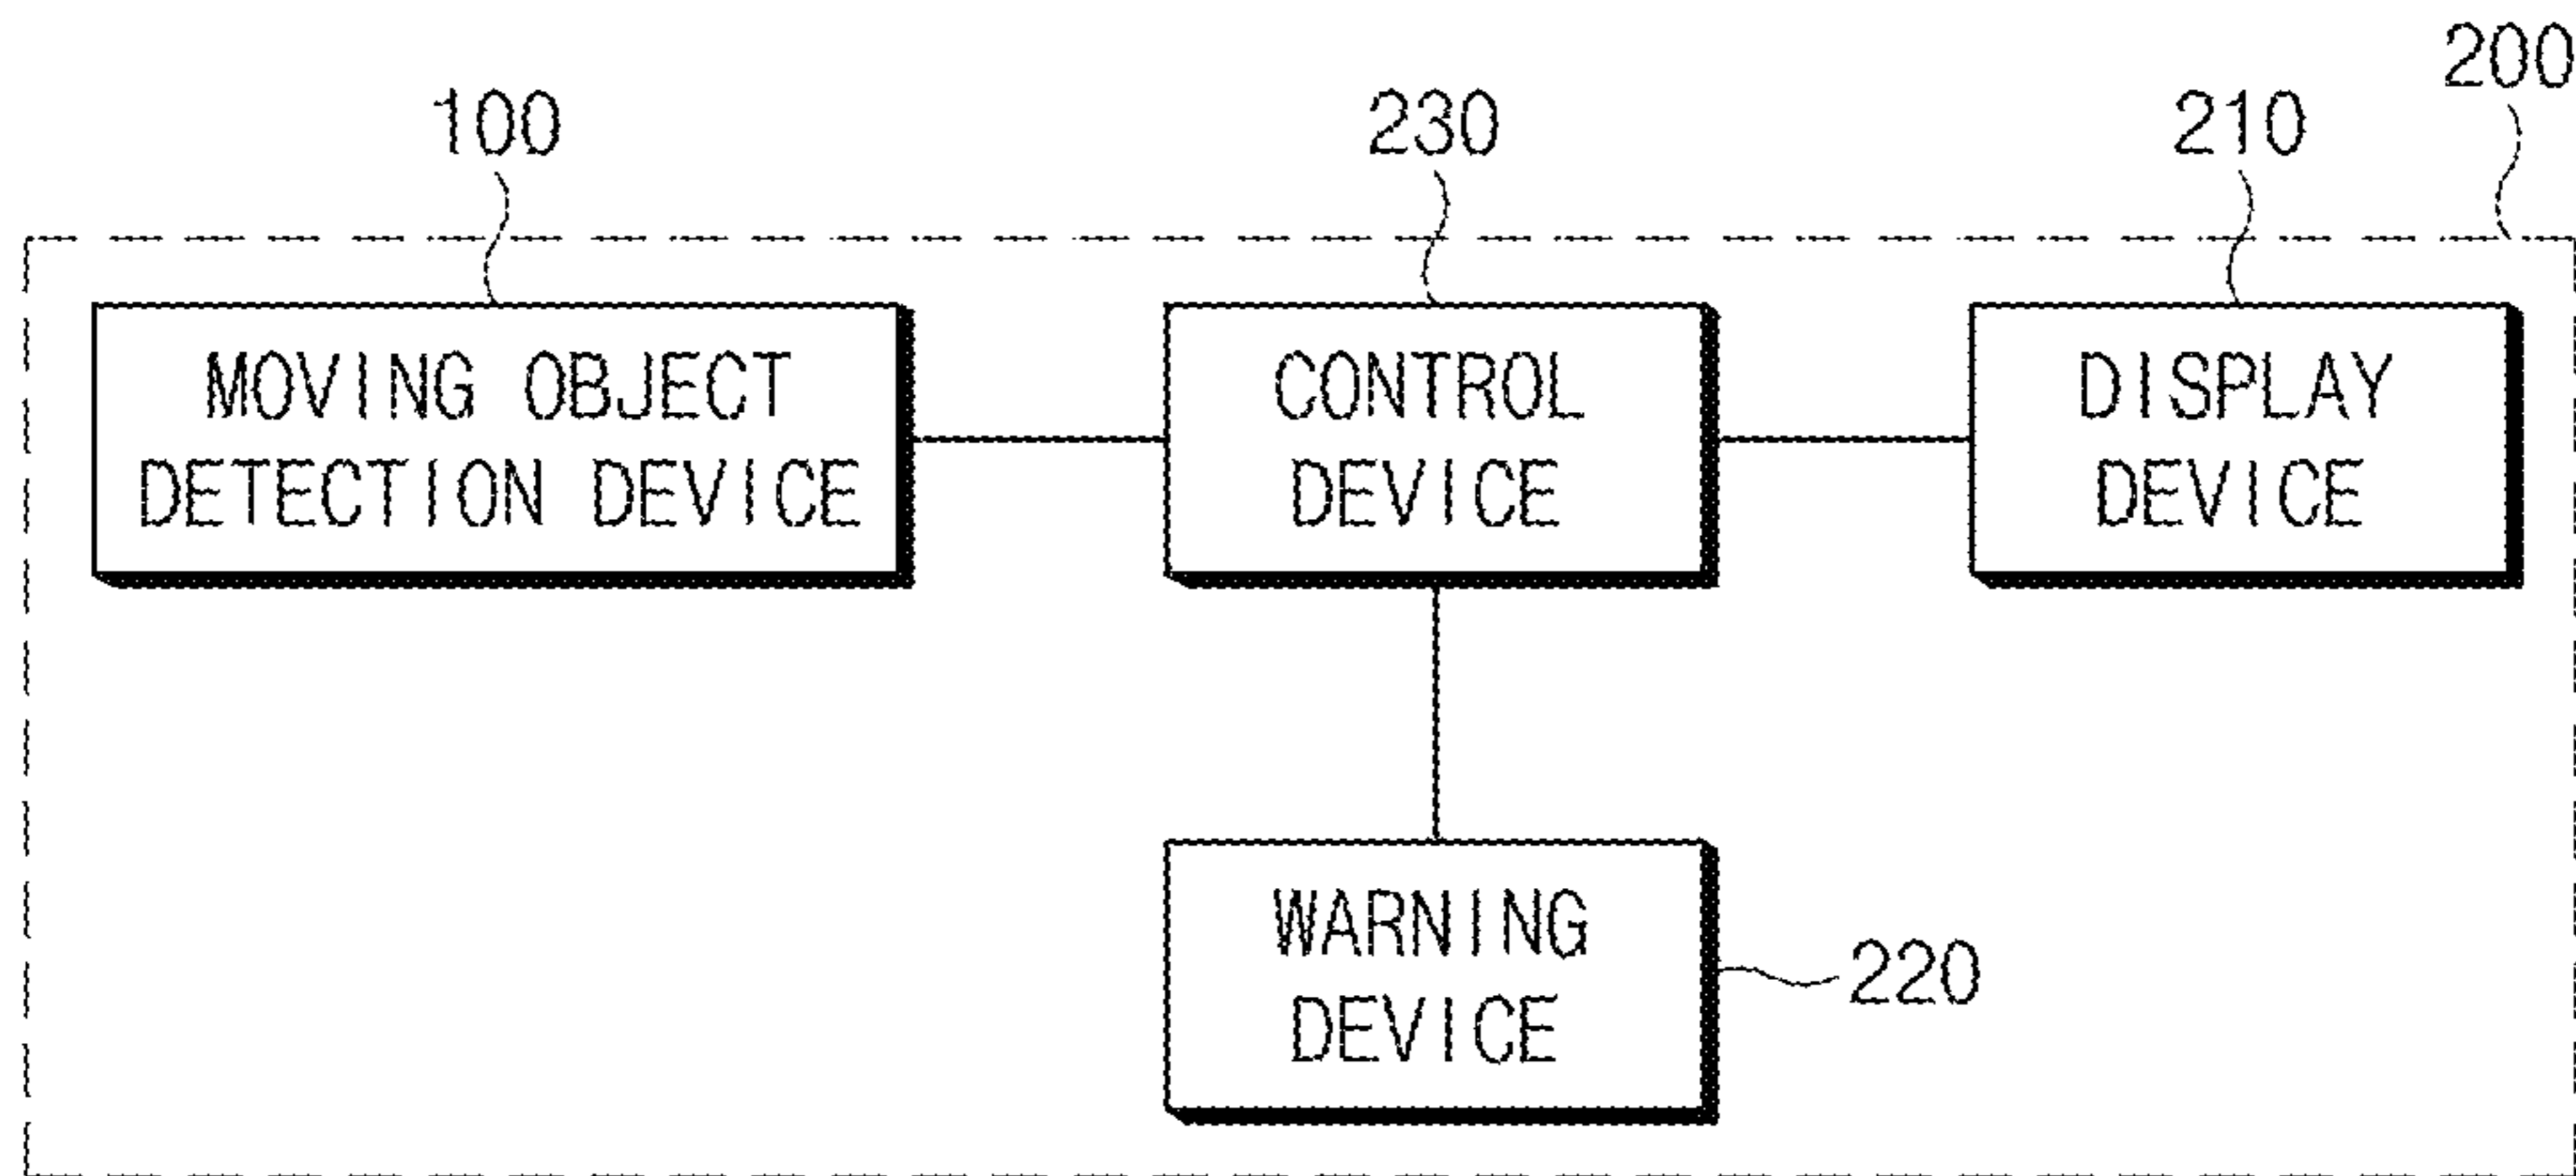 200
100
230
210
MOVING OBJECT
DETECTION DEVICE
CONTROL
DEVICE
DISPLAY
DEVICE
WARNING
DEVICE
220